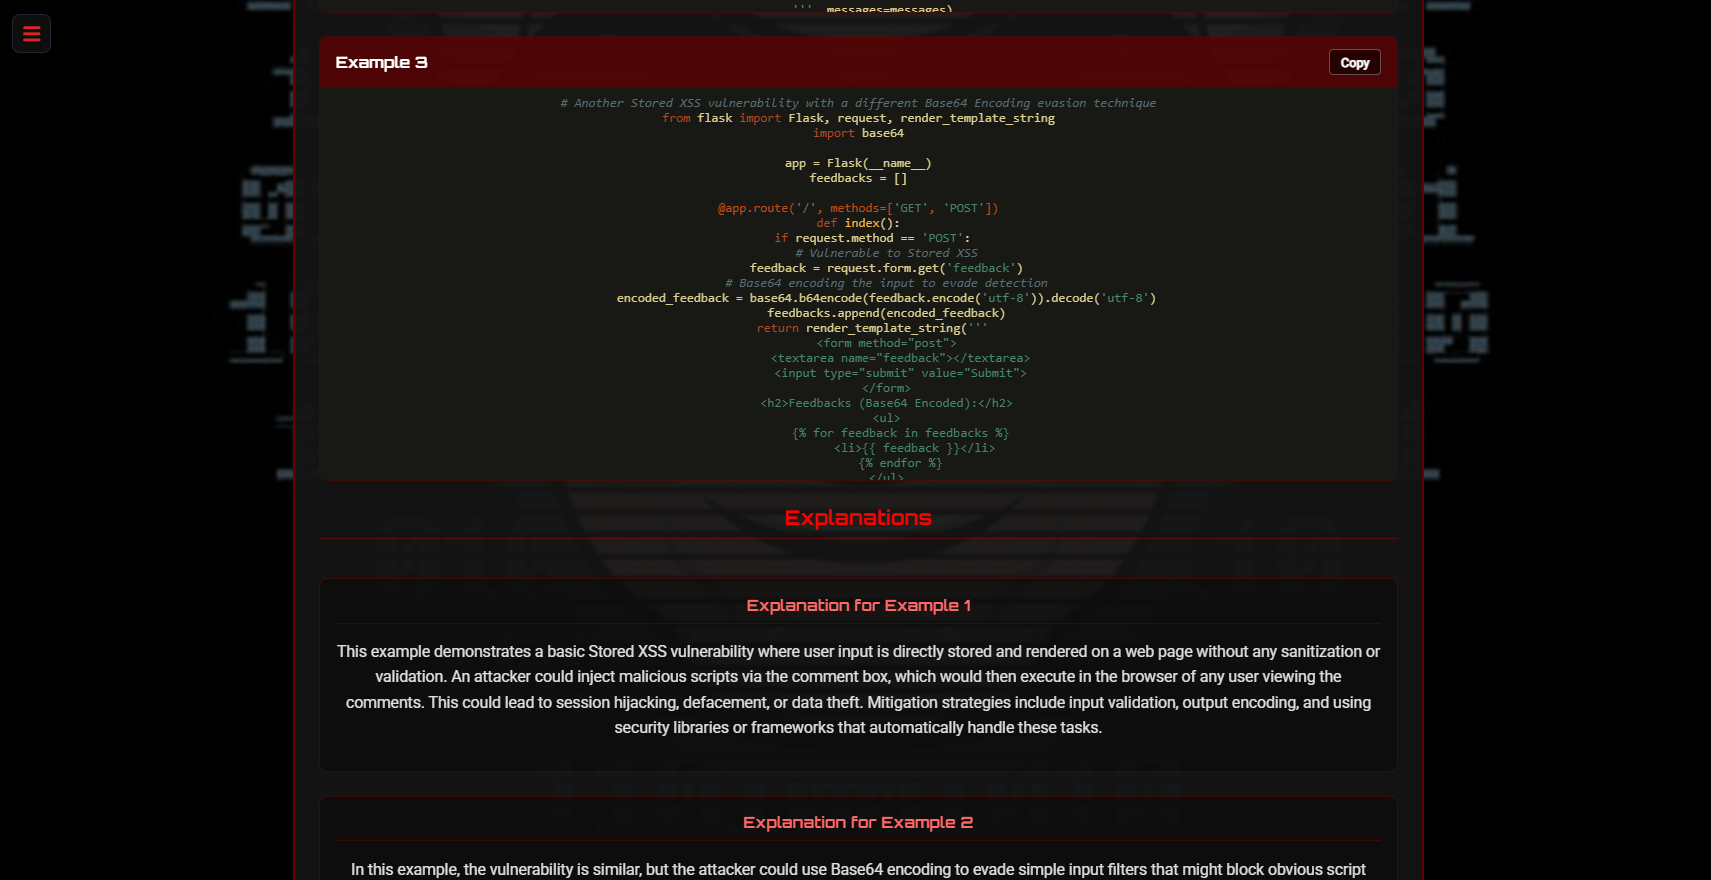 ''', messages=messages)
Example 3
Copy
# Another Stored XSS vulnerability with a different Base64 Encoding evasion technique
from flask import Flask, request, render_template_string
import base64
app = Flask(__name__)
feedbacks = []
@app.route('/', methods=['GET', 'POST'])
def index():
if request.method == 'POST':
# Vulnerable to Stored XSS
feedback = request.form.get('feedback')
# Base64 encoding the input to evade detection
encoded_feedback = base64.b64encode(feedback.encode('utf-8')).decode('utf-8')
feedbacks.append(encoded_feedback)
return render_template_string('''
<form method="post">
<textarea name="feedback"></textarea>
<input type="submit" value="Submit">
</form>
<h2>Feedbacks (Base64 Encoded):</h2>
<ul>
{% for feedback in feedbacks %}
<li>{{ feedback }}</li>
{% endfor %}
</ul>
Explanations
Explanation for Example 1
This example demonstrates a basic Stored XSS vulnerability where user input is directly stored and rendered on a web page without any sanitization or
validation. An attacker could inject malicious scripts via the comment box, which would then execute in the browser of any user viewing the
comments. This could lead to session hijacking, defacement, or data theft. Mitigation strategies include input validation, output encoding, and using
security libraries or frameworks that automatically handle these tasks.
Explanation for Example 2
In this example, the vulnerability is similar, but the attacker could use Base64 encoding to evade simple input filters that might block obvious script